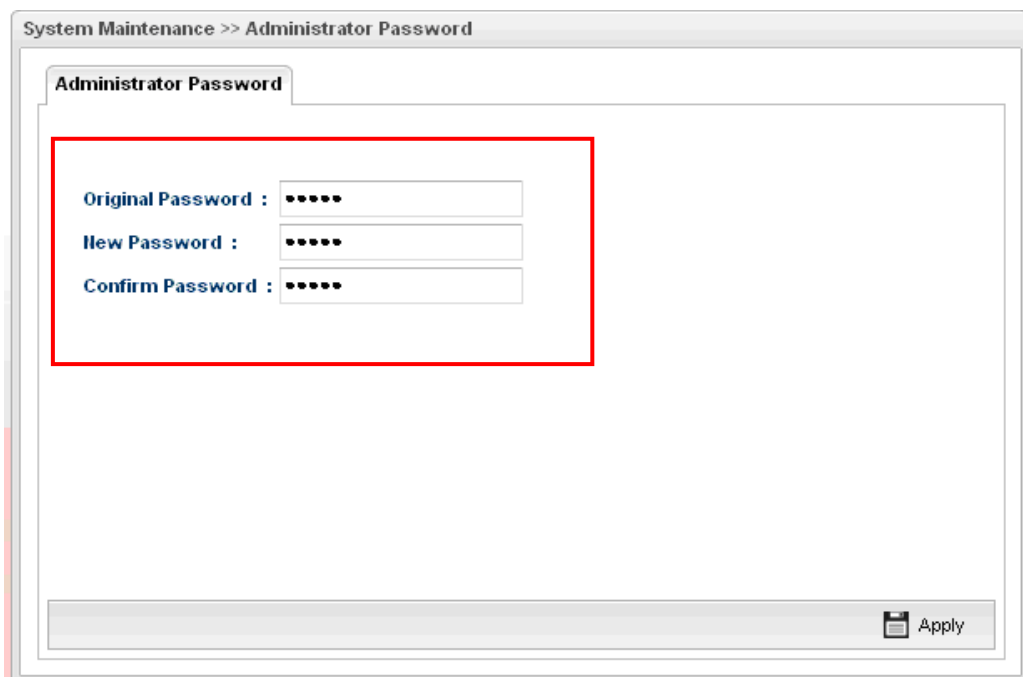 System Maintenance >> Administrator Password
Administrator Password
Original Password : •••••
New Password : •••••
Confirm Password : •••••
Apply